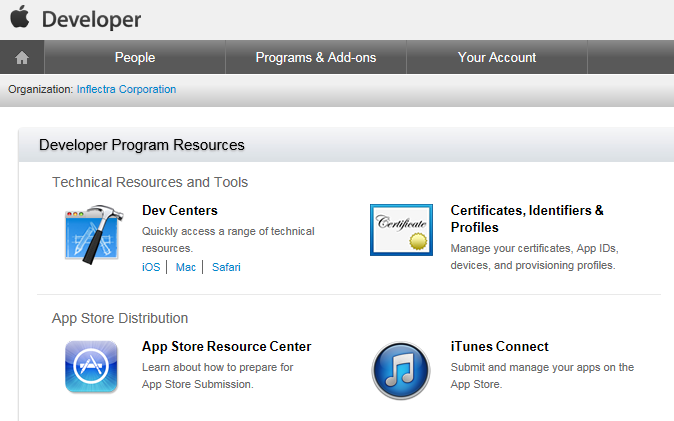 Developer
People Programs & Add-ons Your Account
Organization: Inflectra Corporation
Developer Program Resources
Technical Resources and Tools
Dev Centers
Quickly access a range of technical
resources.
iOS | Mac | Safari
Certificate
Certificates, Identifiers &
Profiles
Manage your certificates, App IDs,
devices, and provisioning profiles.
App Store Distribution
App Store Resource Center
Learn about how to prepare for
App Store Submission.
iTunes Connect
Submit and manage your apps on the
App Store.